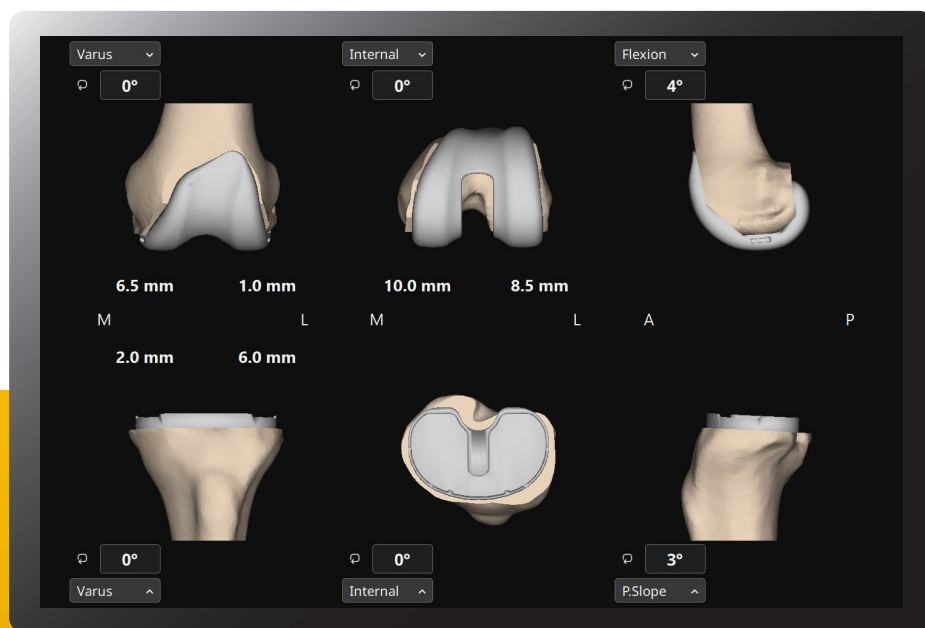 Varus Internal Flexion
0° 0° 4°
6.5 mm 1.0 mm 10.0 mm 8.5 mm
M L M L A P
2.0 mm 6.0 mm
0° 0° 3°
Varus Internal P.Slope